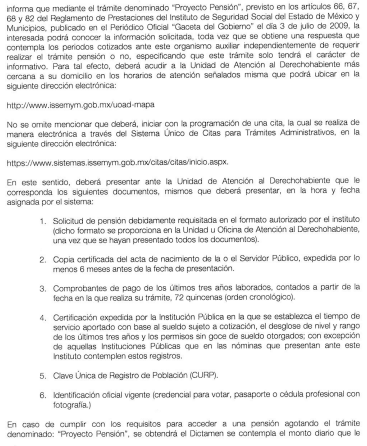 informa que mediante el trámite denominado "Proyecto Pensión", previsto en los artículos 66, 67,
68 y 82 del Reglamento de Prestaciones del Instituto de Seguridad Social del Estado de México y
Municipios, publicado en el Periódico Oficial "Gaceta del Gobierno" el día 3 de julio de 2009, la
interesada podrá conocer la información solicitada, toda vez que se obtiene una respuesta que
contempla los periodos cotizados ante este organismo auxiliar independientemente de requerir
realizar el trámite pensión o no, especificando que este trámite solo tendrá el carácter de
informativo. Para tal efecto, deberá acudir a la Unidad de Atención al Derechohabiente más
cercana a su domicilio en los horarios de atención señalados misma que podrá ubicar en la
siguiente dirección electrónica:
http://www.issemym.gob.mx/uoad-mapa
No se omite mencionar que deberá, iniciar con la programación de una cita, la cual se realiza de
manera electrónica a través del Sistema Único de Citas para Trámites Administrativos, en la
siguiente dirección electrónica:
https://www.sistemas.issemym.gob.mx/citas/citas/inicio.aspx.
En este sentido, deberá presentar ante la Unidad de Atención al Derechohabiente que le
corresponda los siguientes documentos, mismos que deberá presentar, en la hora y fecha
asignada por el sistema:
1. Solicitud de pensión debidamente requisitada en el formato autorizado por el instituto
(dicho formato se proporciona en la Unidad u Oficina de Atención al Derechohabiente,
una vez que se hayan presentado todos los documentos).
2. Copia certificada del acta de nacimiento de la o el Servidor Público, expedida por lo
menos 6 meses antes de la fecha de presentación.
3. Comprobantes de pago de los últimos tres años laborados, contados a partir de la
fecha en la que realiza su trámite, 72 quincenas (orden cronológico).
4. Certificación expedida por la Institución Pública en la que se establezca el tiempo de
servicio aportado con base al sueldo sujeto a cotización, el desglose de nivel y rango
de los últimos tres años y los permisos sin goce de sueldo otorgados; con excepción
de aquellas Instituciones Públicas que en las nóminas que presentan ante este
Instituto contemplen estos registros.
5. Clave Única de Registro de Población (CURP).
6. Identificación oficial vigente (credencial para votar, pasaporte o cédula profesional con
fotografía.)
En caso de cumplir con los requisitos para acceder a una pensión agotando el trámite
denominado: "Proyecto Pensión", se obtendrá el Dictamen se contempla el monto diario que le